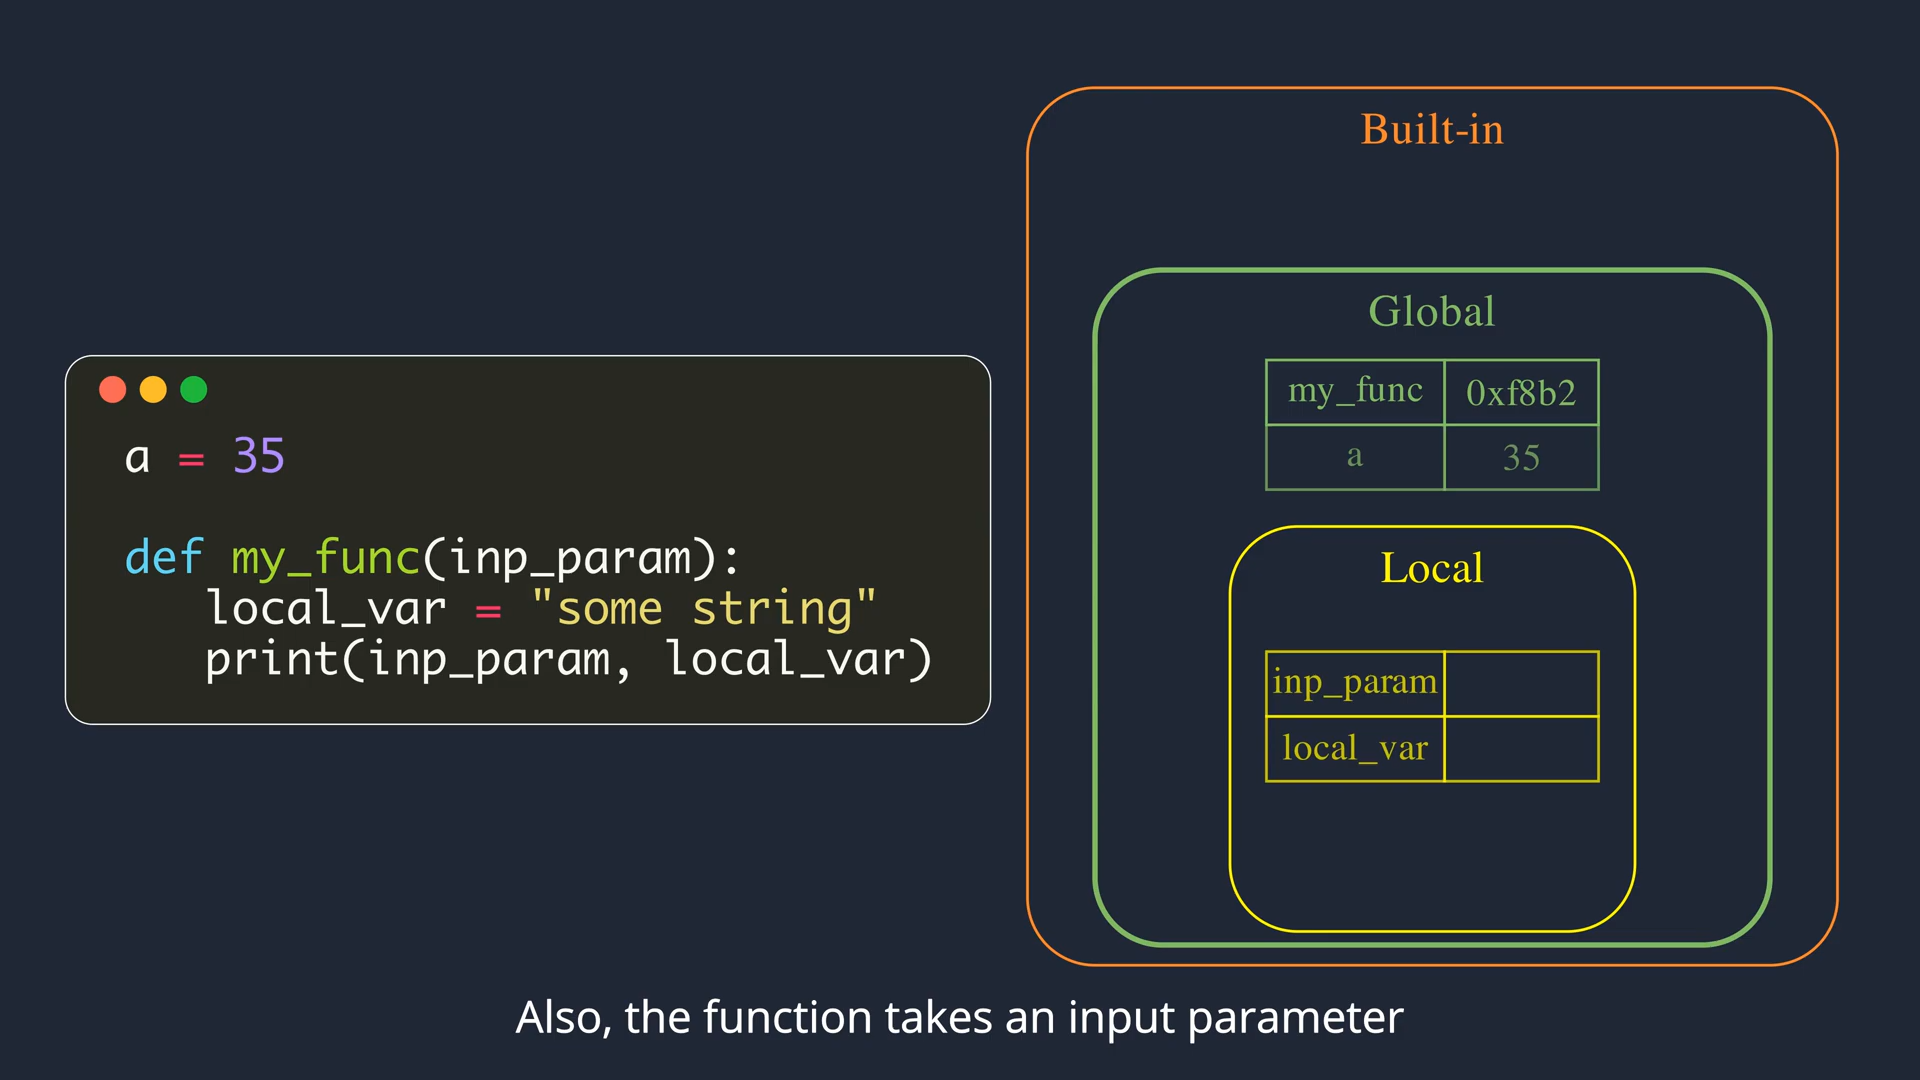 a = 35
def my_func(inp_param):
local_var = "some string"
print(inp_param, local_var)
Built-in
Global
my_func 0xf8b2
a 35
Local
inp_param
local_var
Also, the function takes an input parameter